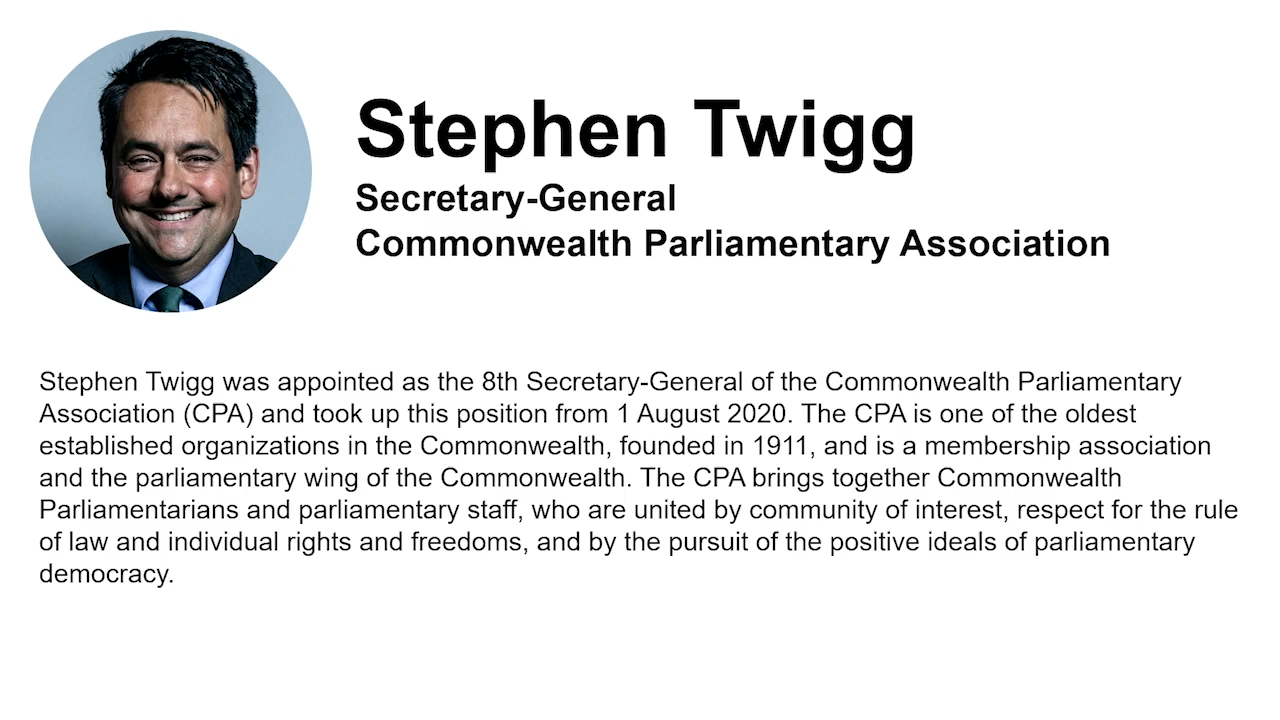 Stephen Twigg
Secretary-General
Commonwealth Parliamentary Association
Stephen Twigg was appointed as the 8th Secretary-General of the Commonwealth Parliamentary
Association (CPA) and took up this position from 1 August 2020. The CPA is one of the oldest
established organizations in the Commonwealth, founded in 1911, and is a membership association
and the parliamentary wing of the Commonwealth. The CPA brings together Commonwealth
Parliamentarians and parliamentary staff, who are united by community of interest, respect for the rule
of law and individual rights and freedoms, and by the pursuit of the positive ideals of parliamentary
democracy.